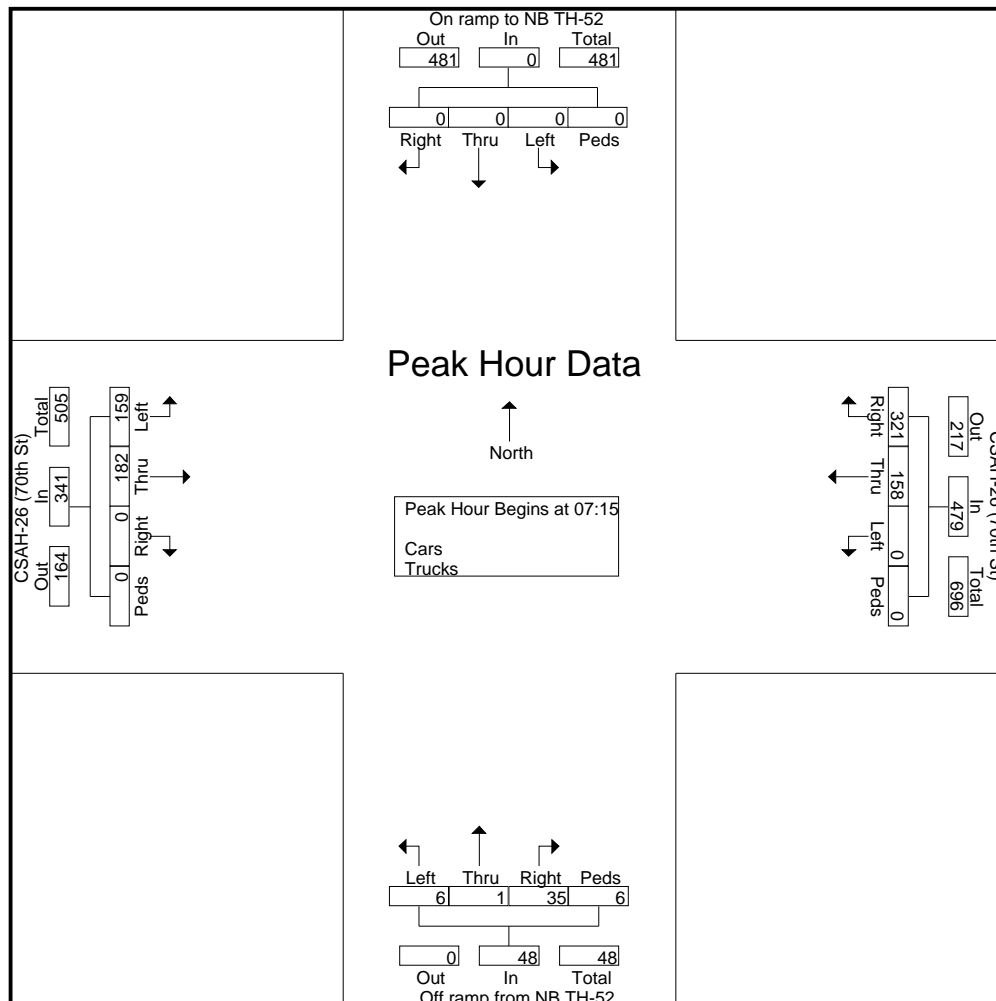 On ramp to NB TH-52
Out In Total
481 0 481
0 0 0 0
Right Thru Left Peds
Peak Hour Data
North
Peak Hour Begins at 07:15
Cars
Trucks
CSAH-26 (70th St)
Out In Total
164 341 505
0 0 182 159
Peds Right Thru Left
CSAH-26 (70th St)
Out In Total
217 479 696
321 158 0 0
Right Thru Left Peds
Left Thru Right Peds
6 1 35 6
0 48 48
Out In Total
Off ramp from NB TH-52